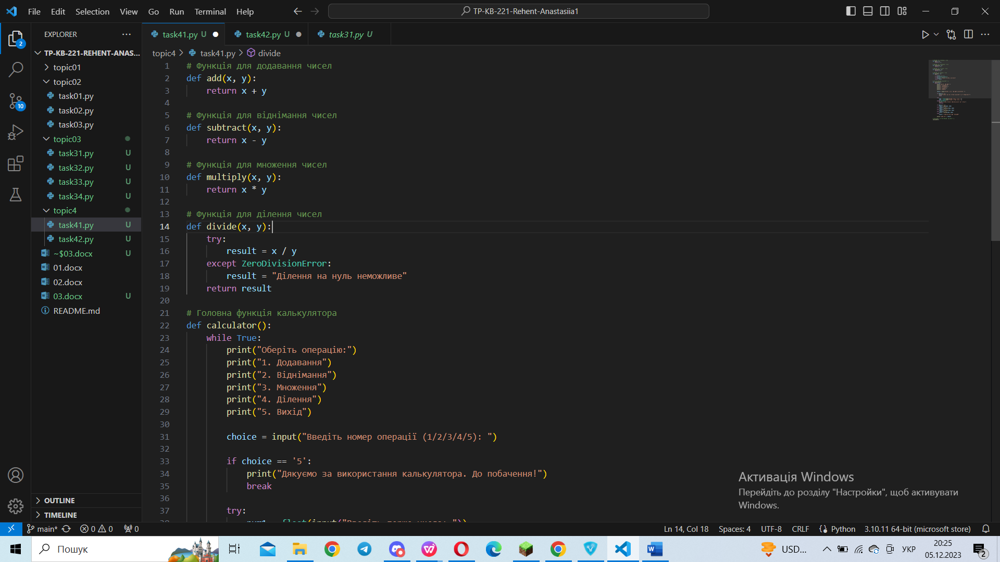 File Edit Selection View Go Run Terminal Help
TP-KB-221-Rehent-Anastasiia1
EXPLORER
TP-KB-221-REHENT-ANAS...
topic01
topic02
task01.py
task02.py
task03.py
topic03
task31.py U
task32.py U
task33.py U
task34.py U
topic4
task41.py U
task42.py U
~$03.docx U
01.docx
02.docx
03.docx U
README.md
OUTLINE
TIMELINE
2
10
task41.py U
task42.py U
task31.py U
topic4 > task41.py > divide
1 # Функція для додавання чисел
2 def add(x, y):
3 return x + y
4
5 # Функція для віднімання чисел
6 def subtract(x, y):
7 return x - y
8
9 # Функція для множення чисел
10 def multiply(x, y):
11 return x * y
12
13 # Функція для ділення чисел
14 def divide(x, y):
15 try:
16 result = x / y
17 except ZeroDivisionError:
18 result = "Ділення на нуль неможливе"
19 return result
20
21 # Головна функція калькулятора
22 def calculator():
23 while True:
24 print("Оберіть операцію:")
25 print("1. Додавання")
26 print("2. Віднімання")
27 print("3. Множення")
28 print("4. Ділення")
29 print("5. Вихід")
30
31 choice = input("Введіть номер операції (1/2/3/4/5): ")
32
33 if choice == '5':
34 print("Дякуємо за використання калькулятора. До побачення!")
35 break
36
37 try:
38 num1 = float(input("Введіть перше число: "))
Активація Windows
Перейдіть до розділу "Настройки", щоб активувати
Windows.
main* 0 0 0
Ln 14, Col 18 Spaces: 4 UTF-8 CRLF Python 3.10.11 64-bit (microsoft store)
Пошук
USD...
УКР
20:25
05.12.2023
2